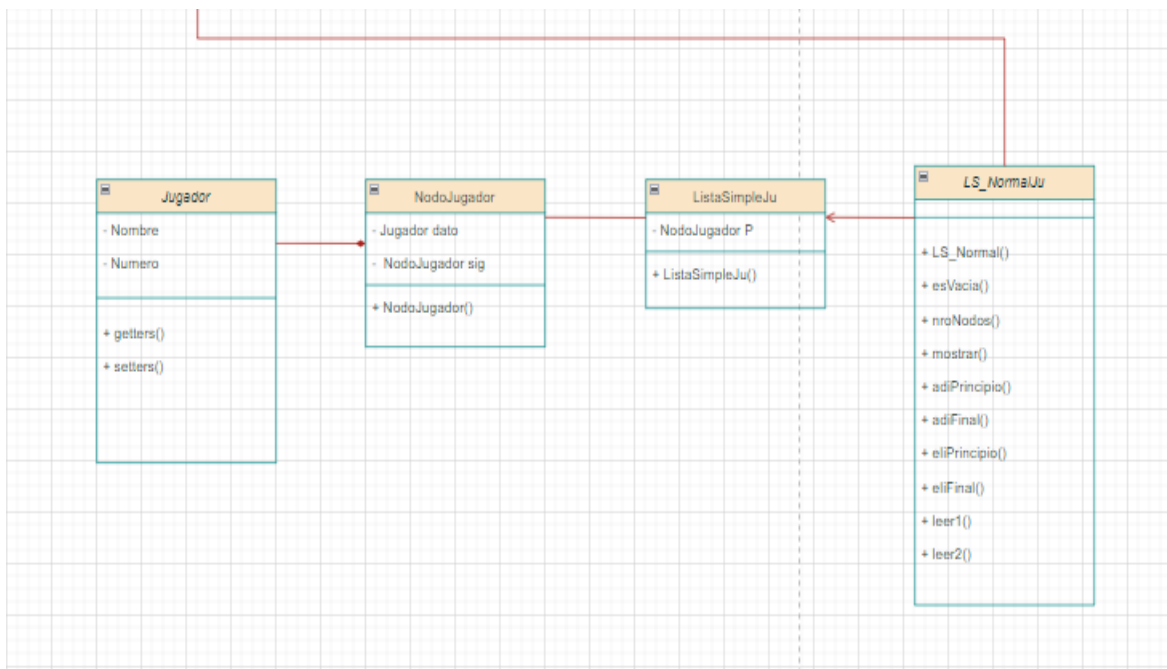 Jugador
- Nombre
- Numero
+ getters()
+ setters()
NodoJugador
- Jugador dato
- NodoJugador sig
+ NodoJugador()
ListaSimpleJu
- NodoJugador P
+ ListaSimpleJu()
LS_NormalJu
+ LS_Normal()
+ esVacia()
+ nroNodos()
+ mostrar()
+ adiPrincipio()
+ adiFinal()
+ eliPrincipio()
+ eliFinal()
+ leer1()
+ leer2()